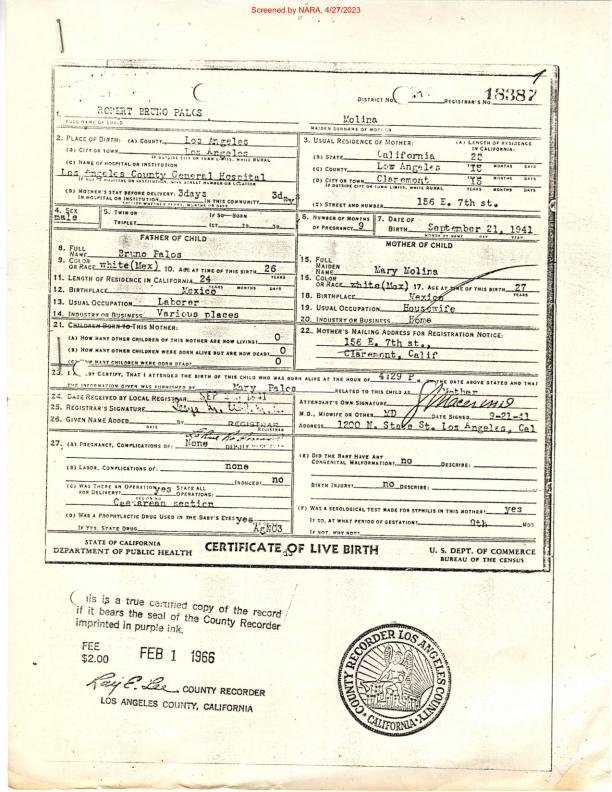 Screened by NARA, 4/27/2023
DISTRICT NO. REGISTRAR'S NO. 18387
1. ROBERT BRUNO PALOS Molina
FULL NAME OF CHILD MAIDEN SURNAME OF MOTHER
2. PLACE OF BIRTH: (A) COUNTY Los Angeles
(B) CITY OR TOWN Los Angeles
IF OUTSIDE CITY OR TOWN LIMITS, WRITE RURAL
(C) NAME OF HOSPITAL OR INSTITUTION
Los Angeles County General Hospital
IF NOT IN HOSPITAL OR INSTITUTION, GIVE STREET NUMBER OR LOCATION
(D) MOTHER'S STAY BEFORE DELIVERY: 3days IN THIS COMMUNITY 3days
IN HOSPITAL OR INSTITUTION
3. USUAL RESIDENCE OF MOTHER: (A) LENGTH OF RESIDENCE
IN CALIFORNIA:
(B) STATE California 22
(C) COUNTY Los Angeles MONTHS DAYS
(D) CITY OR TOWN Claremont
IF OUTSIDE CITY OR TOWN LIMITS, WRITE RURAL YEARS MONTHS DAYS
(E) STREET AND NUMBER 156 E. 7th st.
4. SEX male
5. TWIN OR TRIPLET IF SO—BORN 1ST 2D 3D
6. NUMBER OF MONTHS OF PREGNANCY 9
7. DATE OF BIRTH September 21, 1941
MONTH DAY YEAR
FATHER OF CHILD
8. FULL NAME Bruno Palos
9. COLOR OR RACE white(Mex) 10. AGE AT TIME OF THIS BIRTH 26 YEARS
11. LENGTH OF RESIDENCE IN CALIFORNIA 24 YEARS MONTHS DAYS
12. BIRTHPLACE Mexico
13. USUAL OCCUPATION Laborer
14. INDUSTRY OR BUSINESS Various places
MOTHER OF CHILD
15. FULL MAIDEN NAME Mary Molina
16. COLOR OR RACE white(Mex) 17. AGE AT TIME OF THIS BIRTH 27 YEARS
18. BIRTHPLACE Mexico
19. USUAL OCCUPATION Housewife
20. INDUSTRY OR BUSINESS Home
21. CHILDREN BORN TO THIS MOTHER:
(A) HOW MANY OTHER CHILDREN OF THIS MOTHER ARE NOW LIVING? 0
(B) HOW MANY OTHER CHILDREN WERE BORN ALIVE BUT ARE NOW DEAD? 0
(C) HOW MANY CHILDREN WERE BORN DEAD? 0
22. MOTHER'S MAILING ADDRESS FOR REGISTRATION NOTICE:
156 E. 7th st.,
Claremont, Calif
23. BY CERTIFY, THAT I ATTENDED THE BIRTH OF THIS CHILD WHO WAS BORN ALIVE AT THE HOUR OF 4:29 P. M. ON THE DATE ABOVE STATED AND THAT
THE INFORMATION GIVEN WAS FURNISHED BY Mary Palos RELATED TO THIS CHILD AS Mother
24. DATE RECEIVED BY LOCAL REGISTRAR SEP 1941
25. REGISTRAR'S SIGNATURE
26. GIVEN NAME ADDED BY REGISTRAR
DATE REGISTRAR
ATTENDANT'S OWN SIGNATURE
M.D., MIDWIFE OR OTHER MD DATE SIGNED 9-21-41
ADDRESS 1200 N. State St. Los Angeles, Cal
27. (A) PREGNANCY, COMPLICATIONS OF: None
(B) LABOR, COMPLICATIONS OF: none INDUCED? no
(C) WAS THERE AN OPERATION FOR DELIVERY? yes STATE ALL OPERATIONS:
Cesarean section
(D) WAS A PROPHYLACTIC DRUG USED IN THE BABY'S EYES? yes
IF YES, STATE DRUG AgNO3
(E) DID THE BABY HAVE ANY
CONGENITAL MALFORMATION? no DESCRIBE:
BIRTH INJURY? no DESCRIBE:
(F) WAS A SEROLOGICAL TEST MADE FOR SYPHILIS IN THIS MOTHER? yes
IF SO, AT WHAT PERIOD OF GESTATION? 9th MOS.
IF NOT, WHY NOT?
STATE OF CALIFORNIA
DEPARTMENT OF PUBLIC HEALTH
CERTIFICATE OF LIVE BIRTH
U. S. DEPT. OF COMMERCE
BUREAU OF THE CENSUS
his is a true certified copy of the record
if it bears the seal of the County Recorder
imprinted in purple ink.
FEE
$2.00
FEB 1 1966
Ray E. Lee COUNTY RECORDER
LOS ANGELES COUNTY, CALIFORNIA
COUNTY RECORDER LOS ANGELES COUNTY
CALIFORNIA